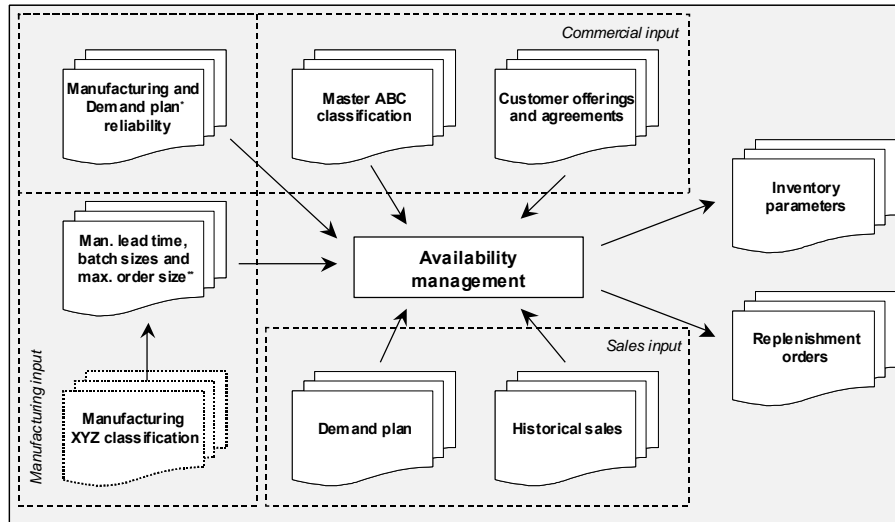 Commercial input
Manufacturing and
Demand plan*
reliability
Master ABC
classification
Customer offerings
and agreements
Inventory
parameters
Man. lead time,
batch sizes and
max. order size**
Availability
management
Replenishment
orders
Sales input
Manufacturing input
Manufacturing
XYZ classification
Demand plan
Historical sales